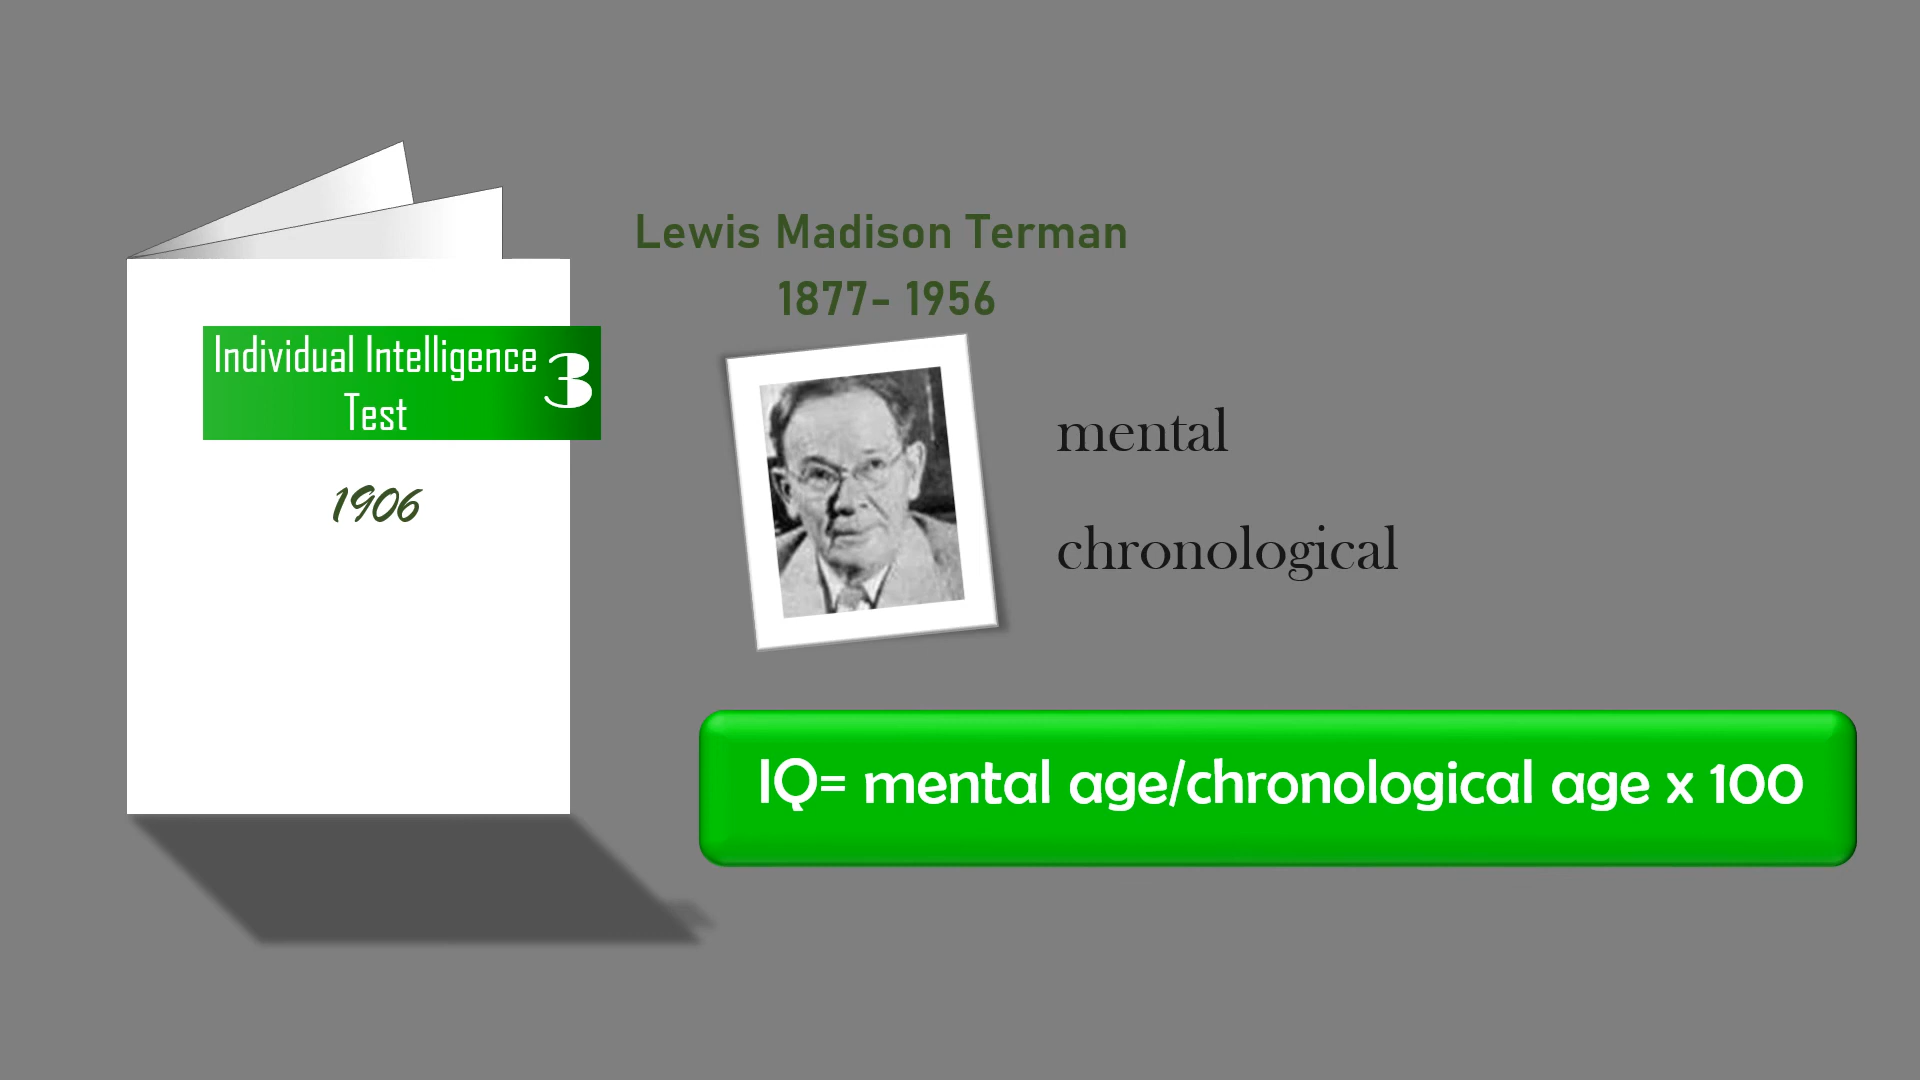 Individual Intelligence
Test
3
1906
Lewis Madison Terman
1877- 1956
mental
chronological
IQ= mental age/chronological age x 100